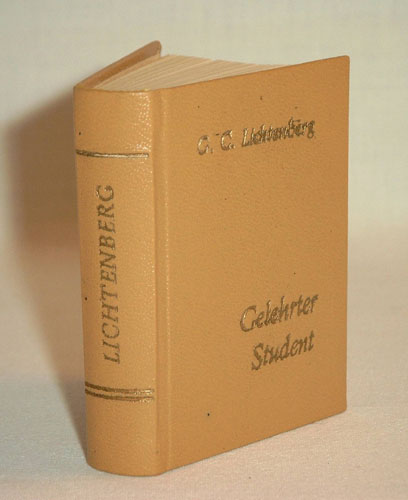 LICHTENBERG
G. C. Lichtenberg
Gelehrter
Student